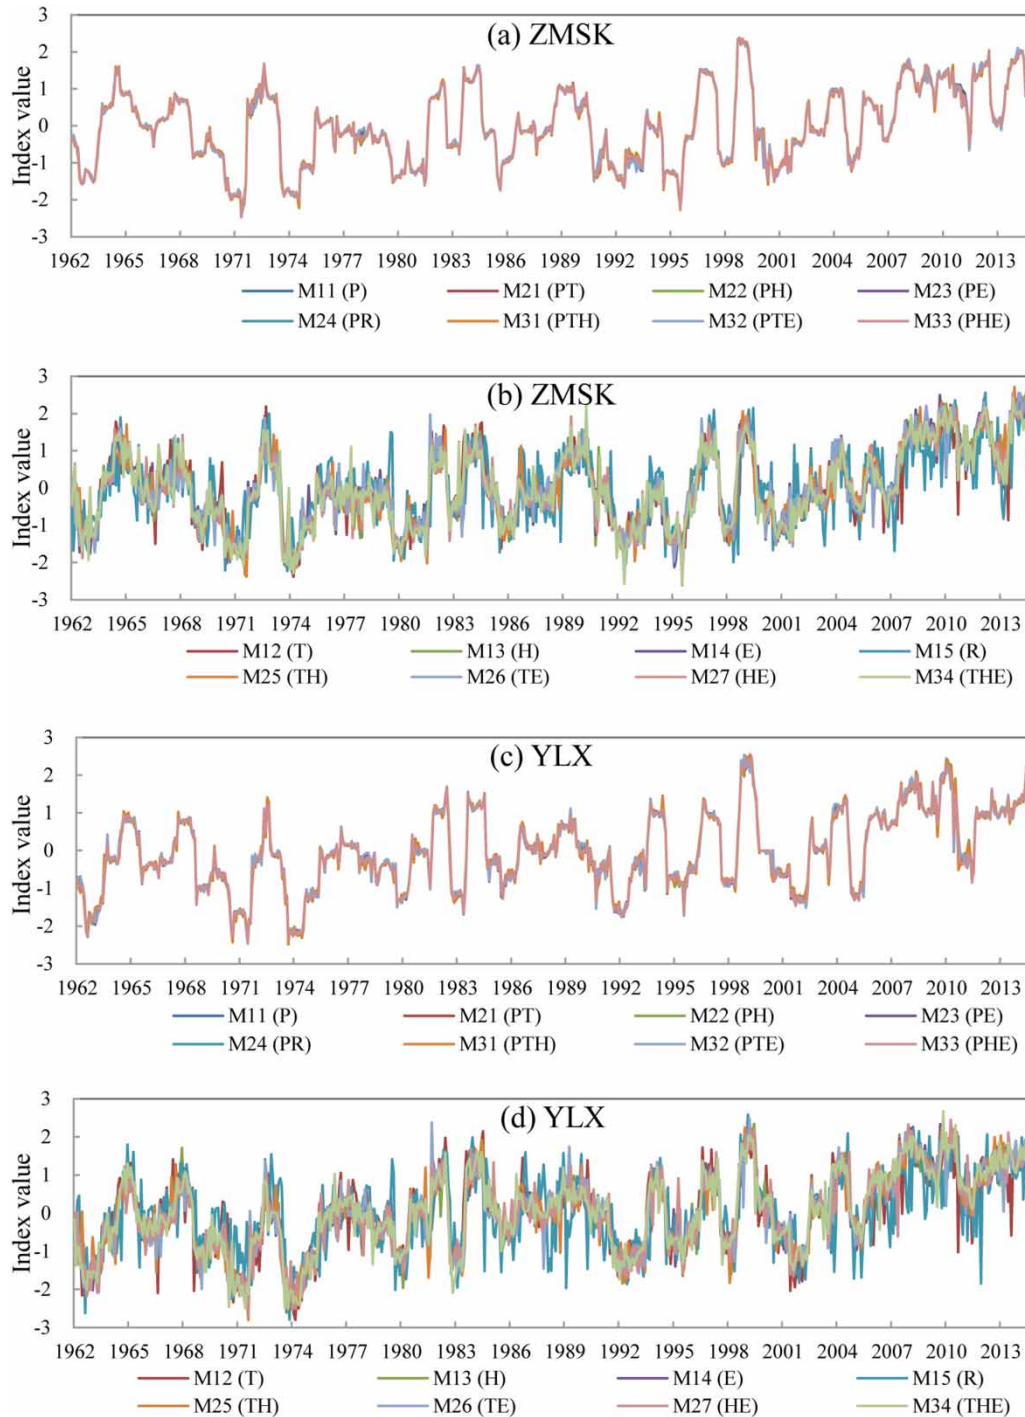 (a) ZMSK
Index value
3
2
1
0
-1
-2
-3
1962 1965 1968 1971 1974 1977 1980 1983 1986 1989 1992 1995 1998 2001 2004 2007 2010 2013
M11 (P) M21 (PT) M22 (PH) M23 (PE)
M24 (PR) M31 (PTH) M32 (PTE) M33 (PHE)
(b) ZMSK
Index value
3
2
1
0
-1
-2
-3
1962 1965 1968 1971 1974 1977 1980 1983 1986 1989 1992 1995 1998 2001 2004 2007 2010 2013
M12 (T) M13 (H) M14 (E) M15 (R)
M25 (TH) M26 (TE) M27 (HE) M34 (THE)
(c) YLX
Index value
3
2
1
0
-1
-2
-3
1962 1965 1968 1971 1974 1977 1980 1983 1986 1989 1992 1995 1998 2001 2004 2007 2010 2013
M11 (P) M21 (PT) M22 (PH) M23 (PE)
M24 (PR) M31 (PTH) M32 (PTE) M33 (PHE)
(d) YLX
Index value
3
2
1
0
-1
-2
-3
1962 1965 1968 1971 1974 1977 1980 1983 1986 1989 1992 1995 1998 2001 2004 2007 2010 2013
M12 (T) M13 (H) M14 (E) M15 (R)
M25 (TH) M26 (TE) M27 (HE) M34 (THE)